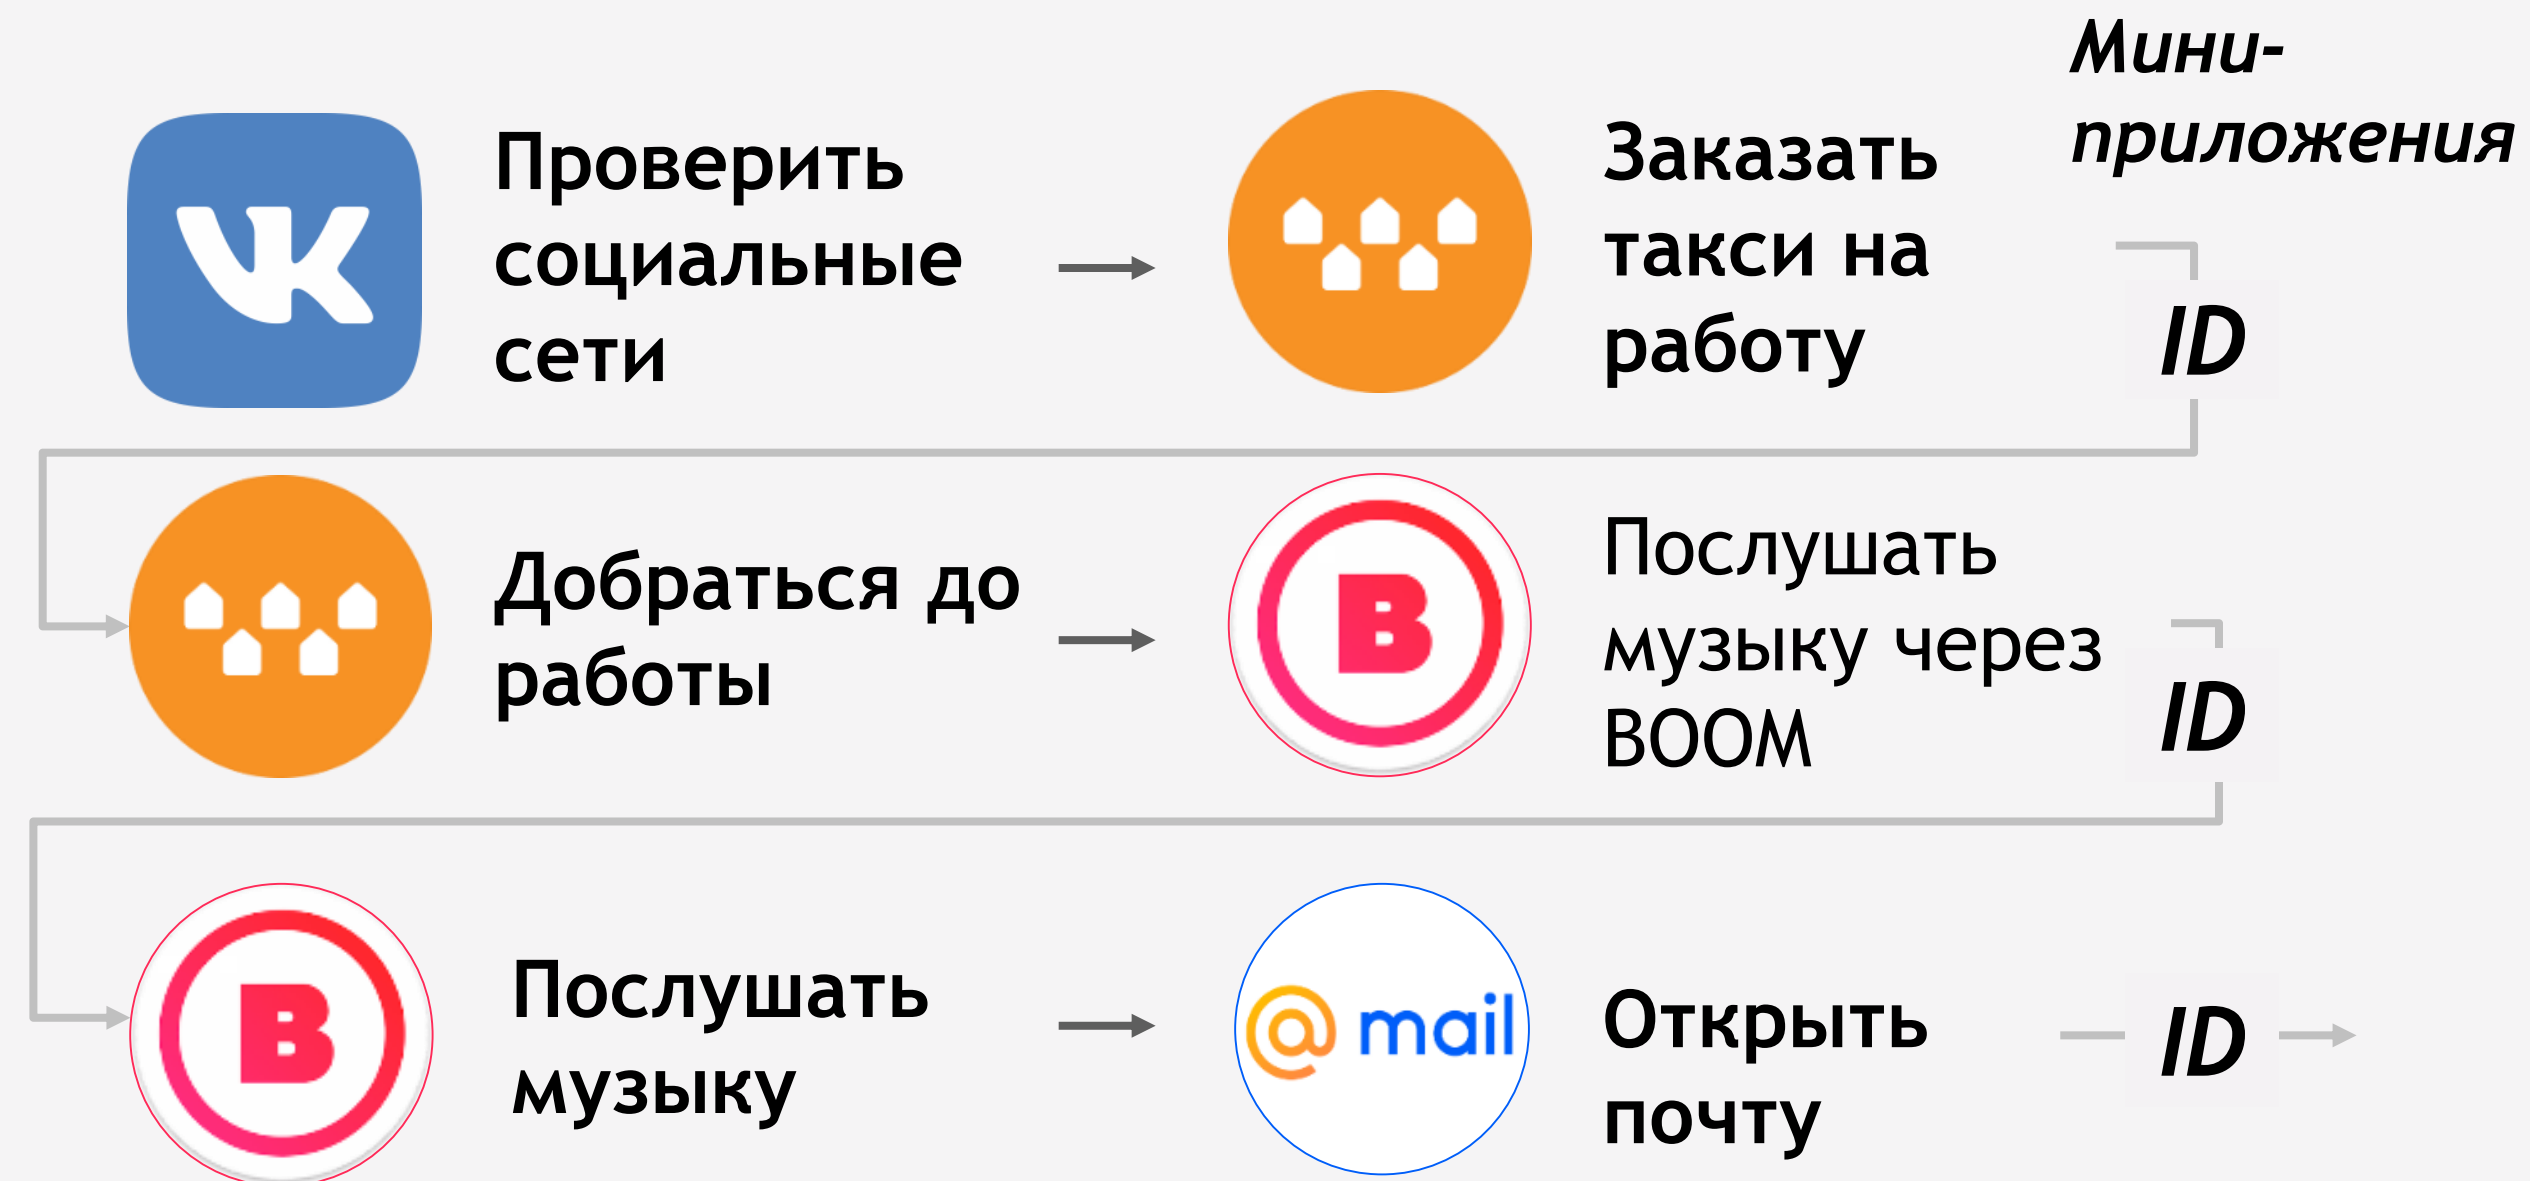 Мини-
приложения
Проверить
социальные
сети
Заказать
такси на
работу
ID
Добраться до
работы
B
Послушать
музыку через
BOOM
ID
B
Послушать
музыку
@mail
Открыть
почту
ID